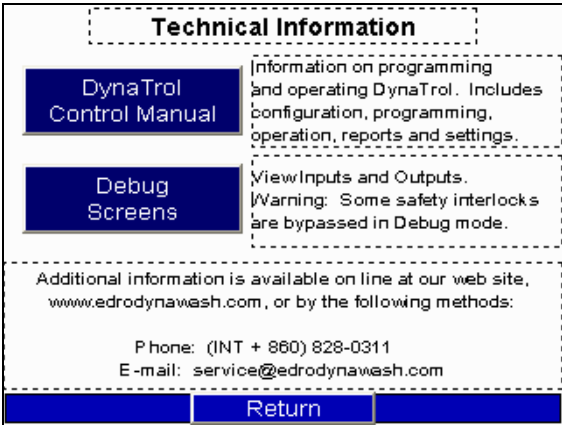 Technical Information
DynaTrol
Control Manual
Information on programming
and operating DynaTrol. Includes
configuration, programming,
operation, reports and settings.
Debug
Screens
View Inputs and Outputs.
Warning: Some safety interlocks
are bypassed in Debug mode.
Additional information is available on line at our web site,
www.edrodynawash.com, or by the following methods:
Phone: (INT + 860) 828-0311
E-mail: service@edrodynawash.com
Return